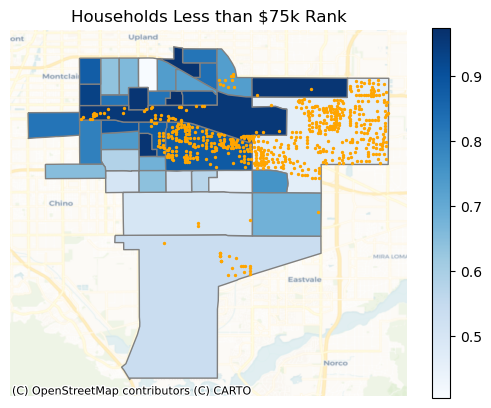 Households Less than $75k Rank
ont
Upland
Montclair
0.9
0.8
0.7
0.6
0.5
Chino
MIRA LOMA
Eastvale
Norco
(C) OpenStreetMap contributors (C) CARTO